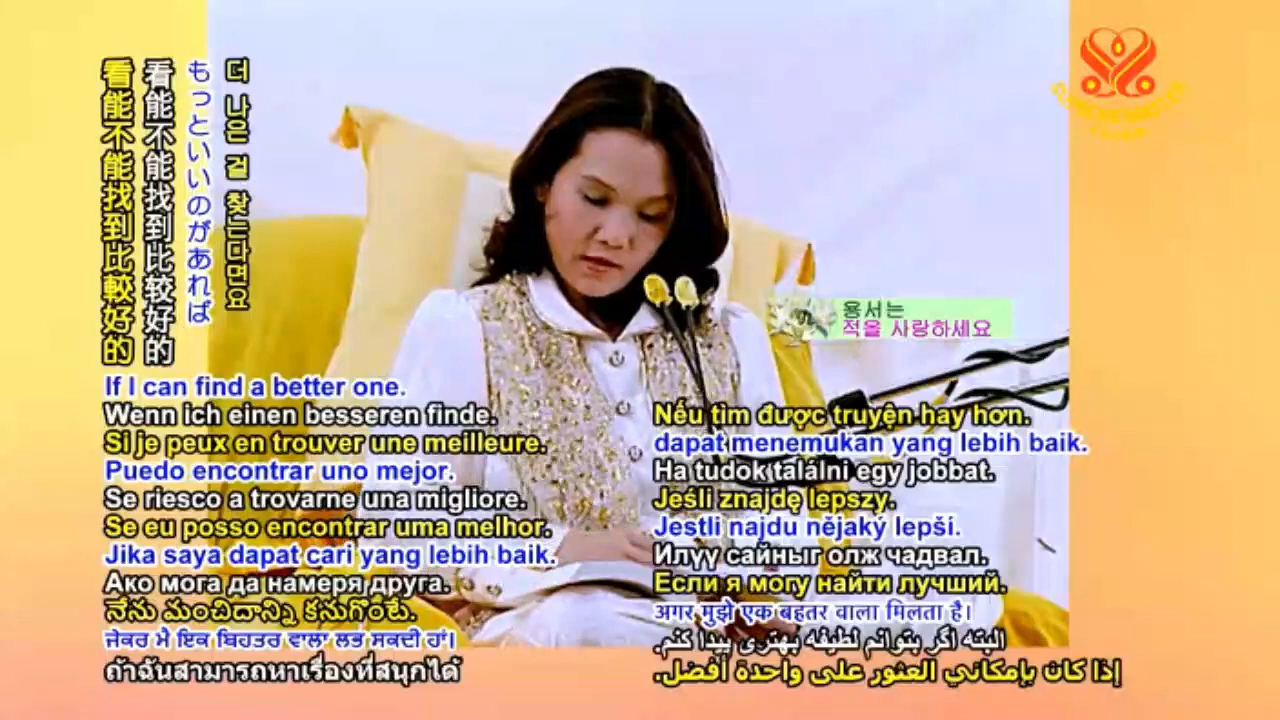 看能不能找到比較好的
看能不能找到比较好的
もっといいのがあれば
더 나은 걸 찾는다면요
용서는
적을 사랑하세요
If I can find a better one.
Wenn ich einen besseren finde.
Si je peux en trouver une meilleure.
Puedo encontrar uno mejor.
Se riesco a trovarne una migliore.
Se eu posso encontrar uma melhor.
Jika saya dapat cari yang lebih baik.
Ако мога да намеря друга.
నేను మంచిదాన్ని కనుగొంటే.
ਜੇਕਰ ਮੈ ਇਕ ਬਿਹਤਰ ਵਾਲਾ ਲਭ ਸਕਦੀ ਹਾਂ।
ถ้าฉันสามารถหาเรื่องที่สนุกได้
Nếu tìm được truyện hay hơn.
dapat menemukan yang lebih baik.
Ha tudok találni egy jobbat.
Jeśli znajdę lepszy.
Jestli najdu nějaký lepší.
Илүү сайныг олж чадвал.
Если я могу найти лучший.
अगर मुझे एक बहतर वाला मिलता है।
البته اگر بتوانم لطیفه بهتری پیدا کنم.
إذا كان بإمكاني العثور على واحدة أفضل.